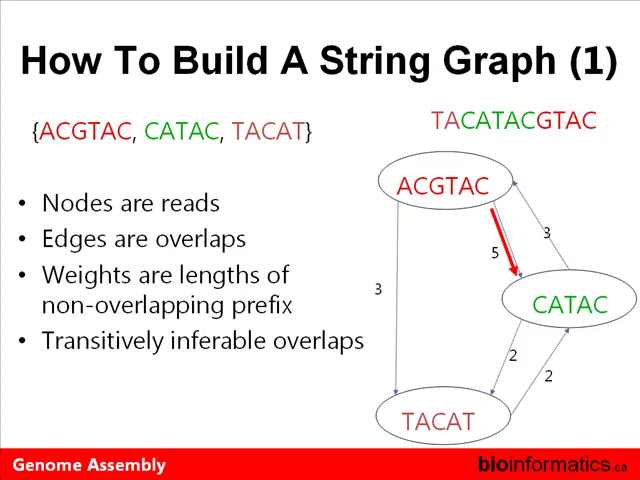 How To Build A String Graph (1)
{ACGTAC, CATAC, TACAT}
TACATACGTAC
• Nodes are reads
• Edges are overlaps
• Weights are lengths of
non-overlapping prefix
• Transitively inferable overlaps
ACGTAC
3
5
3
CATAC
2
2
TACAT
Genome Assembly
bioinformatics.ca